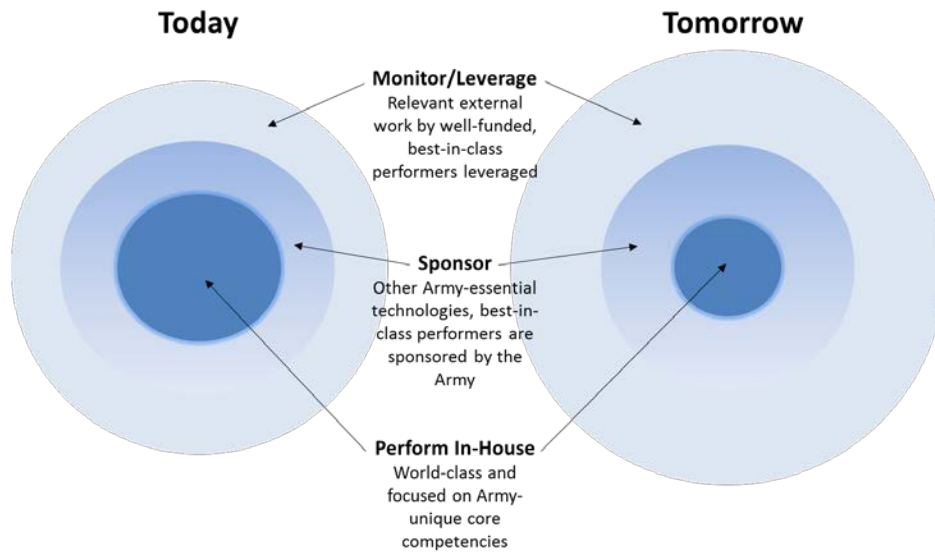 Today
Tomorrow
Monitor/Leverage
Relevant external
work by well-funded,
best-in-class
performers leveraged
Sponsor
Other Army-essential
technologies, best-in-
class performers are
sponsored by the
Army
Perform In-House
World-class and
focused on Army-
unique core
competencies